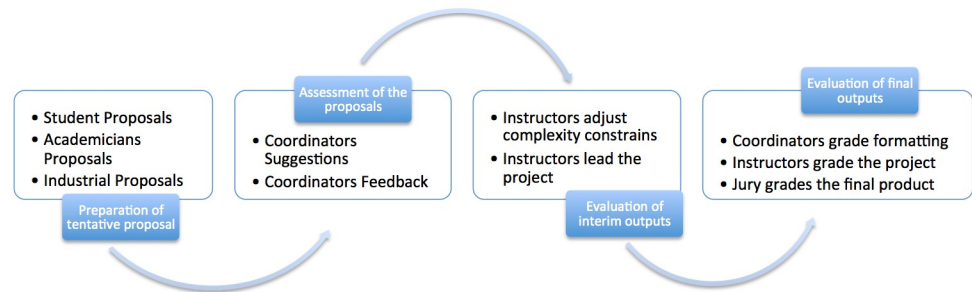 • Student Proposals
• Academicians
Proposals
• Industrial Proposals
Preparation of
tentative proposal
Assessment of the
proposals
• Coordinators
Suggestions
• Coordinators Feedback
• Instructors adjust
complexity constrains
• Instructors lead the
project
Evaluation of
interim outputs
Evaluation of final
outputs
• Coordinators grade formatting
• Instructors grade the project
• Jury grades the final product